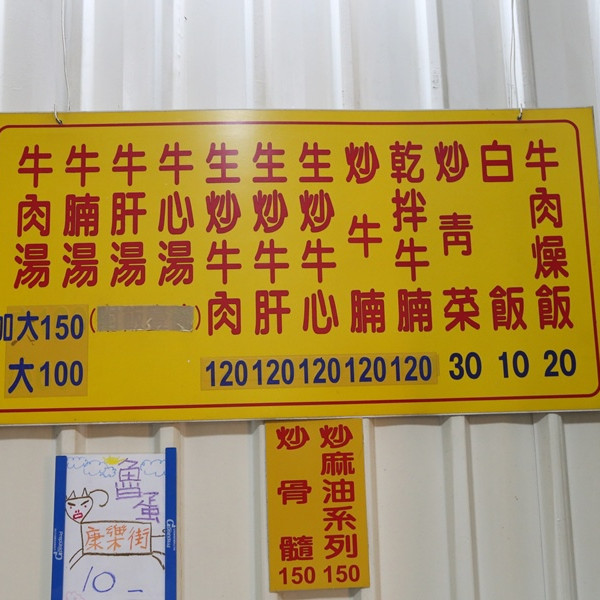 牛肉湯
牛腩湯
牛肝湯
牛心湯
生炒牛肉 120
生炒牛肝 120
生炒牛心 120
炒牛腩 120
乾拌牛腩 120
炒青菜 30
白飯 10
牛肉燥飯 20
加大150
大100
魯蛋
康樂街
10
炒骨髓 150
炒麻油系列 150